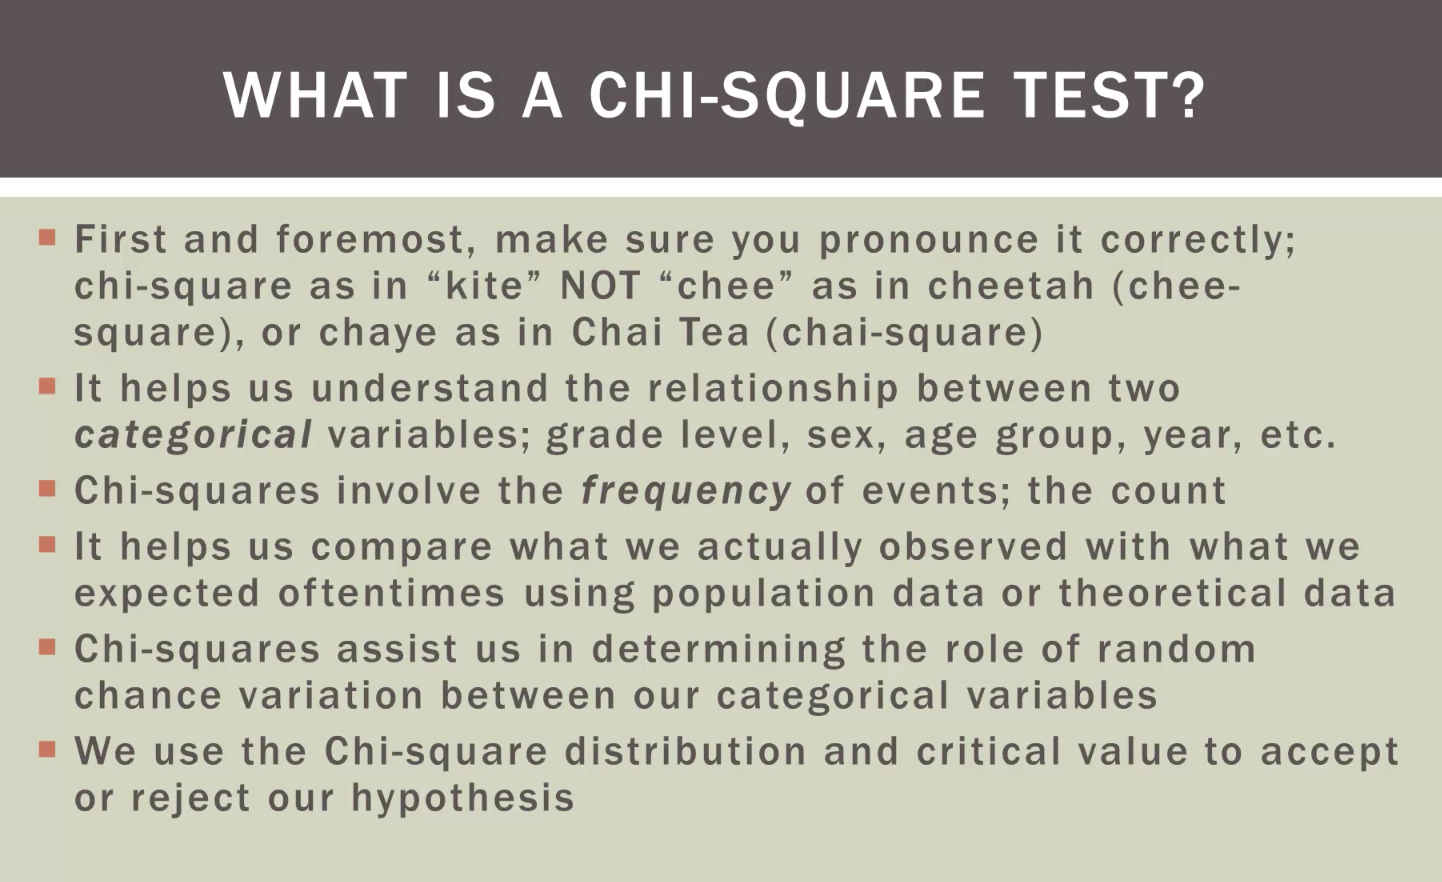 WHAT IS A CHI-SQUARE TEST?
First and foremost, make sure you pronounce it correctly;
chi-square as in “kite” NOT “chee” as in cheetah (chee-
square), or chaye as in Chai Tea (chai-square)
It helps us understand the relationship between two
categorical variables; grade level, sex, age group, year, etc.
Chi-squares involve the frequency of events; the count
It helps us compare what we actually observed with what we
expected oftentimes using population data or theoretical data
Chi-squares assist us in determining the role of random
chance variation between our categorical variables
We use the Chi-square distribution and critical value to accept
or reject our hypothesis